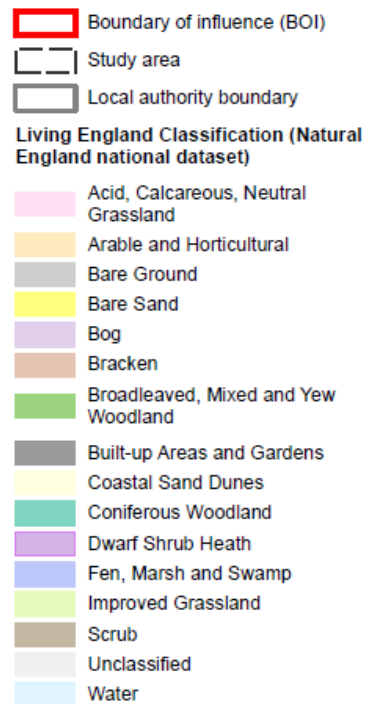 Boundary of influence (BOI)
Study area
Local authority boundary
Living England Classification (Natural
England national dataset)
Acid, Calcareous, Neutral
Grassland
Arable and Horticultural
Bare Ground
Bare Sand
Bog
Bracken
Broadleaved, Mixed and Yew
Woodland
Built-up Areas and Gardens
Coastal Sand Dunes
Coniferous Woodland
Dwarf Shrub Heath
Fen, Marsh and Swamp
Improved Grassland
Scrub
Unclassified
Water